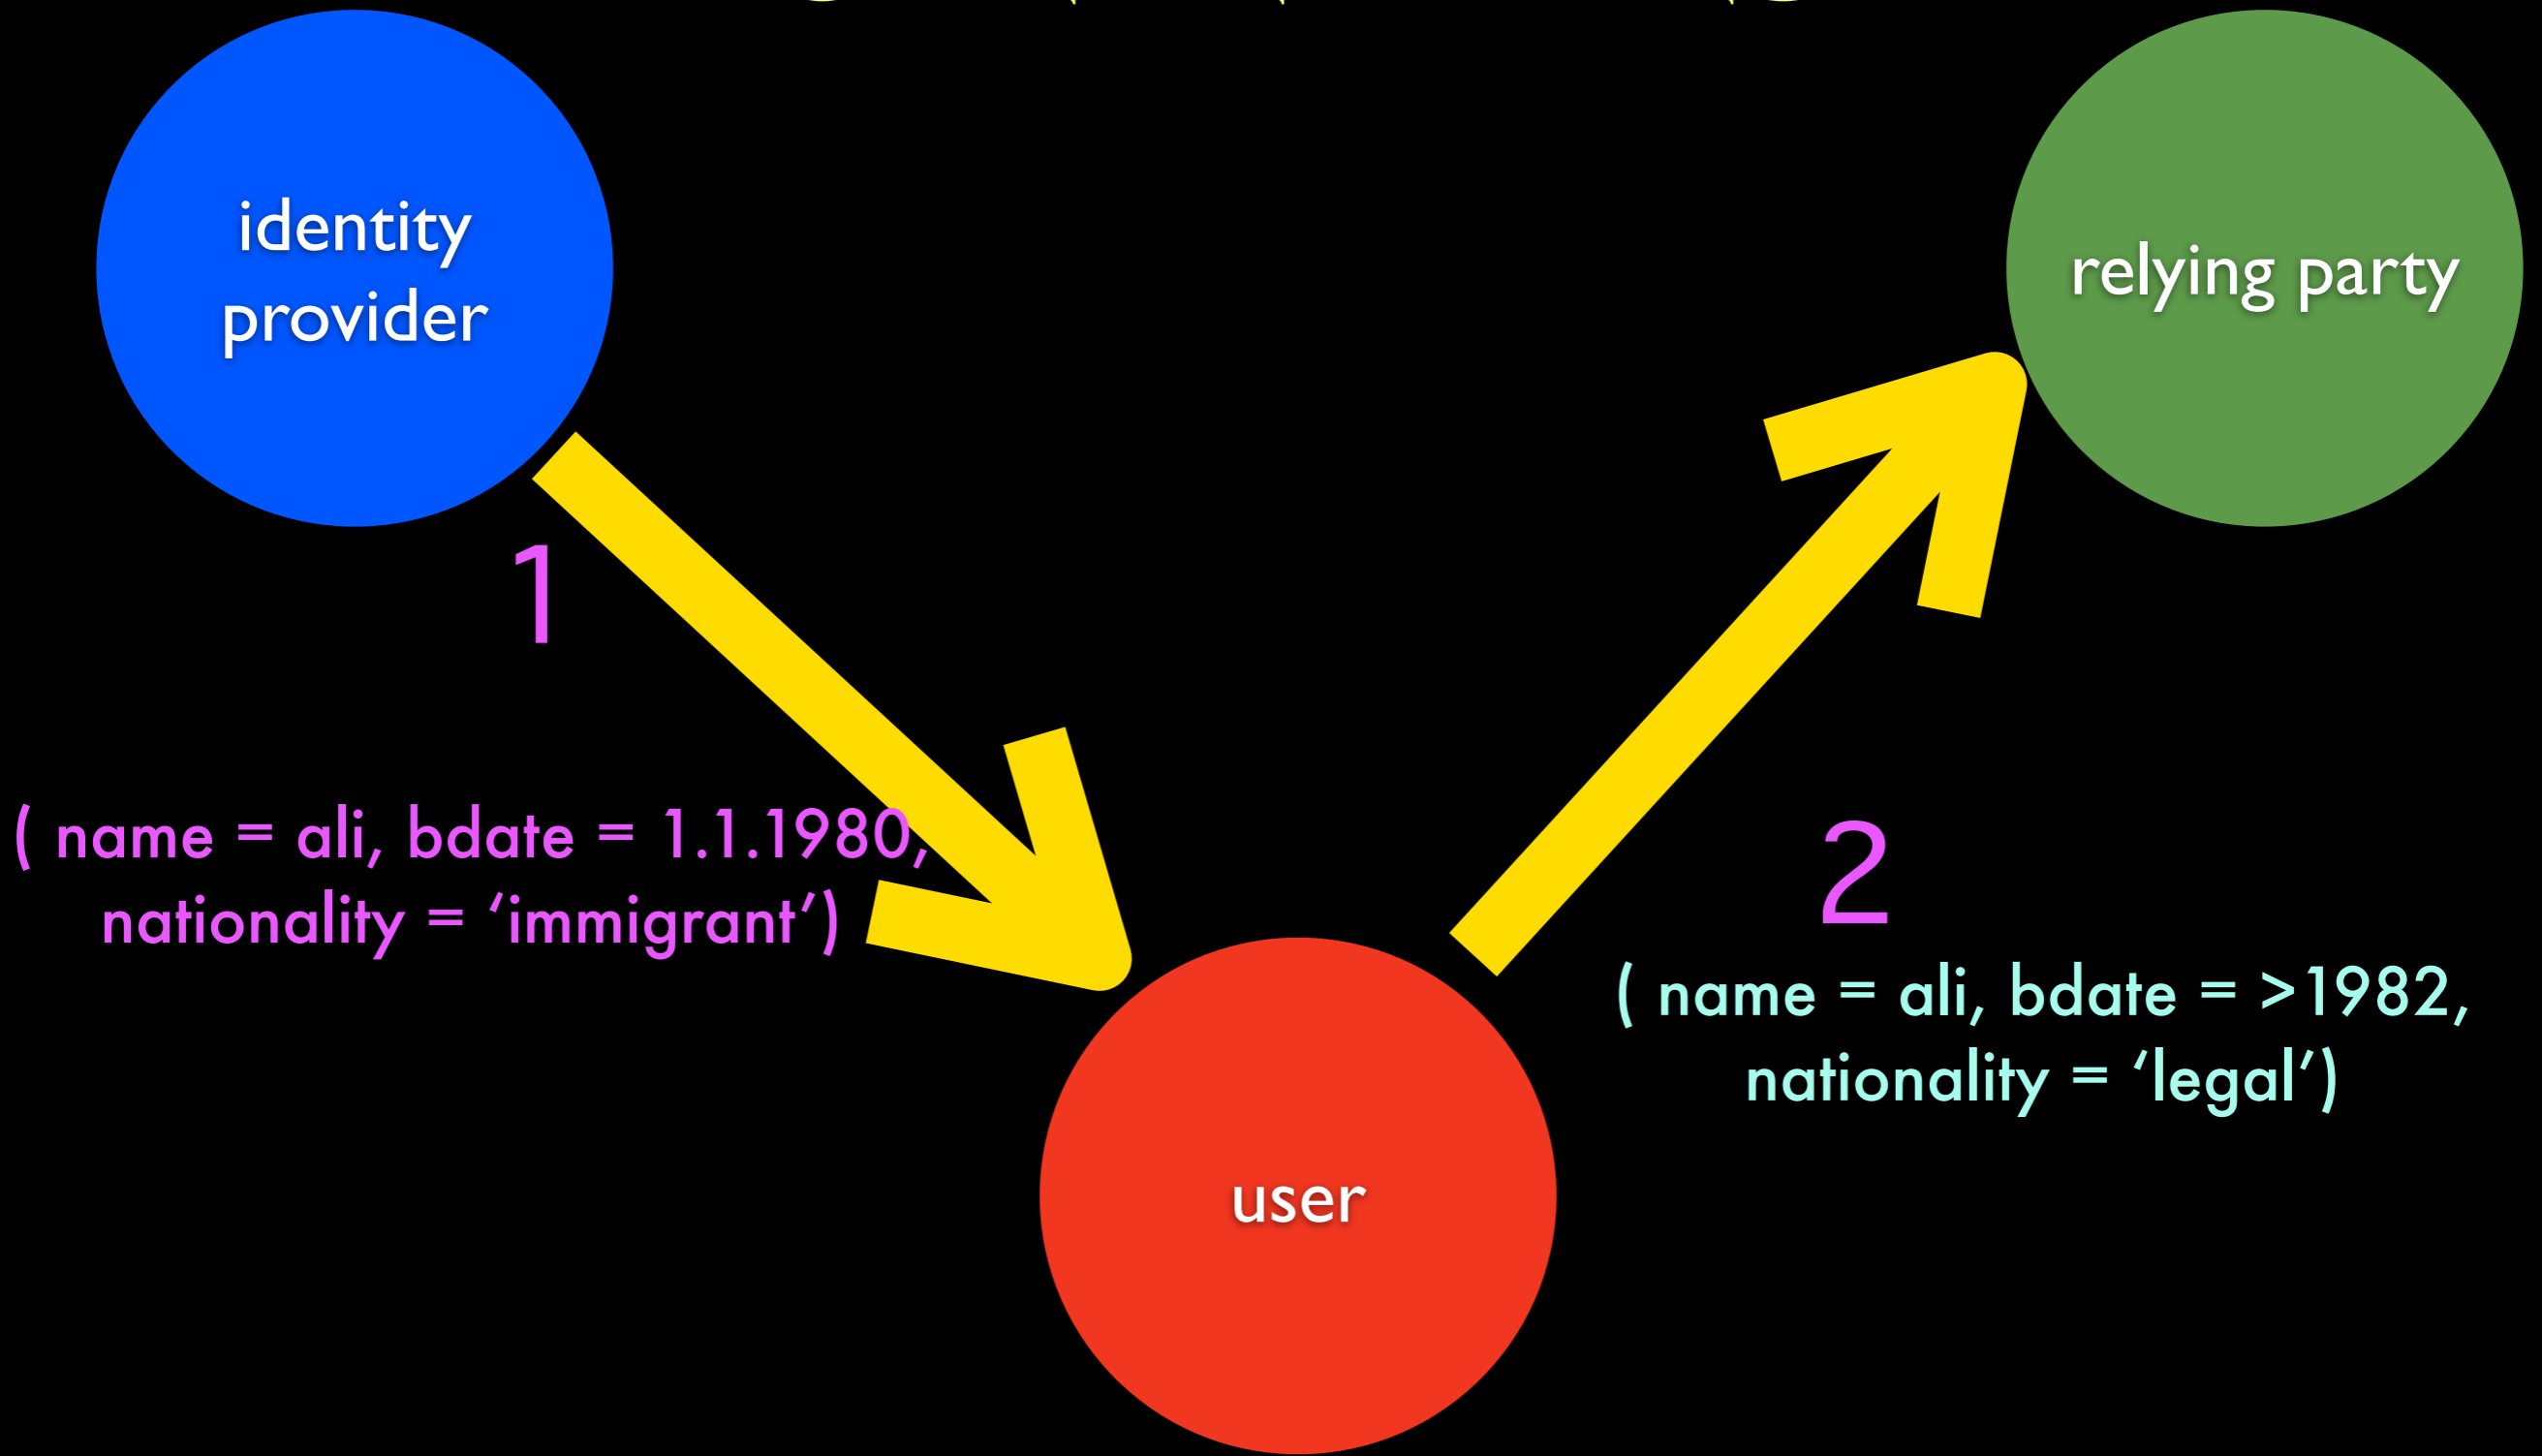 identity
provider
relying party
1
( name = ali, bdate = 1.1.1980,
nationality = ‘immigrant’)
2
( name = ali, bdate = >1982,
nationality = ‘legal’)
user